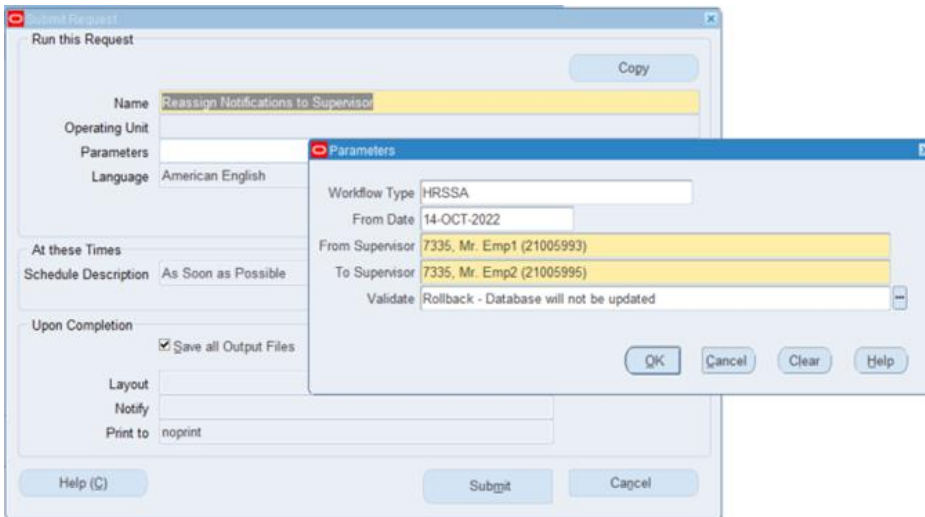 Submit Request
Run this Request
Copy
Name Reassign Notifications to Supervisor
Operating Unit
Parameters
Language American English
Parameters
Workflow Type HRSSA
From Date 14-OCT-2022
From Supervisor 7335, Mr. Emp1 (21005993)
To Supervisor 7335, Mr. Emp2 (21005995)
Validate Rollback - Database will not be updated
OK Cancel Clear Help
At these Times
Schedule Description As Soon as Possible
Upon Completion
Save all Output Files
Layout
Notify
Print to noprint
Help (C) Submit Cancel